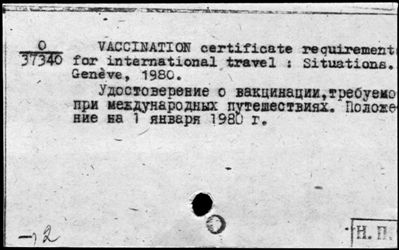 О
37340
VACCINATION certificate requirement
for international travel : Situations.
Genève, 1980.
Удостоверение о вакцинации,требуемо
при международных путешествиях. Положе-
ние на 1 января 1980 г.
-12
Н. П.